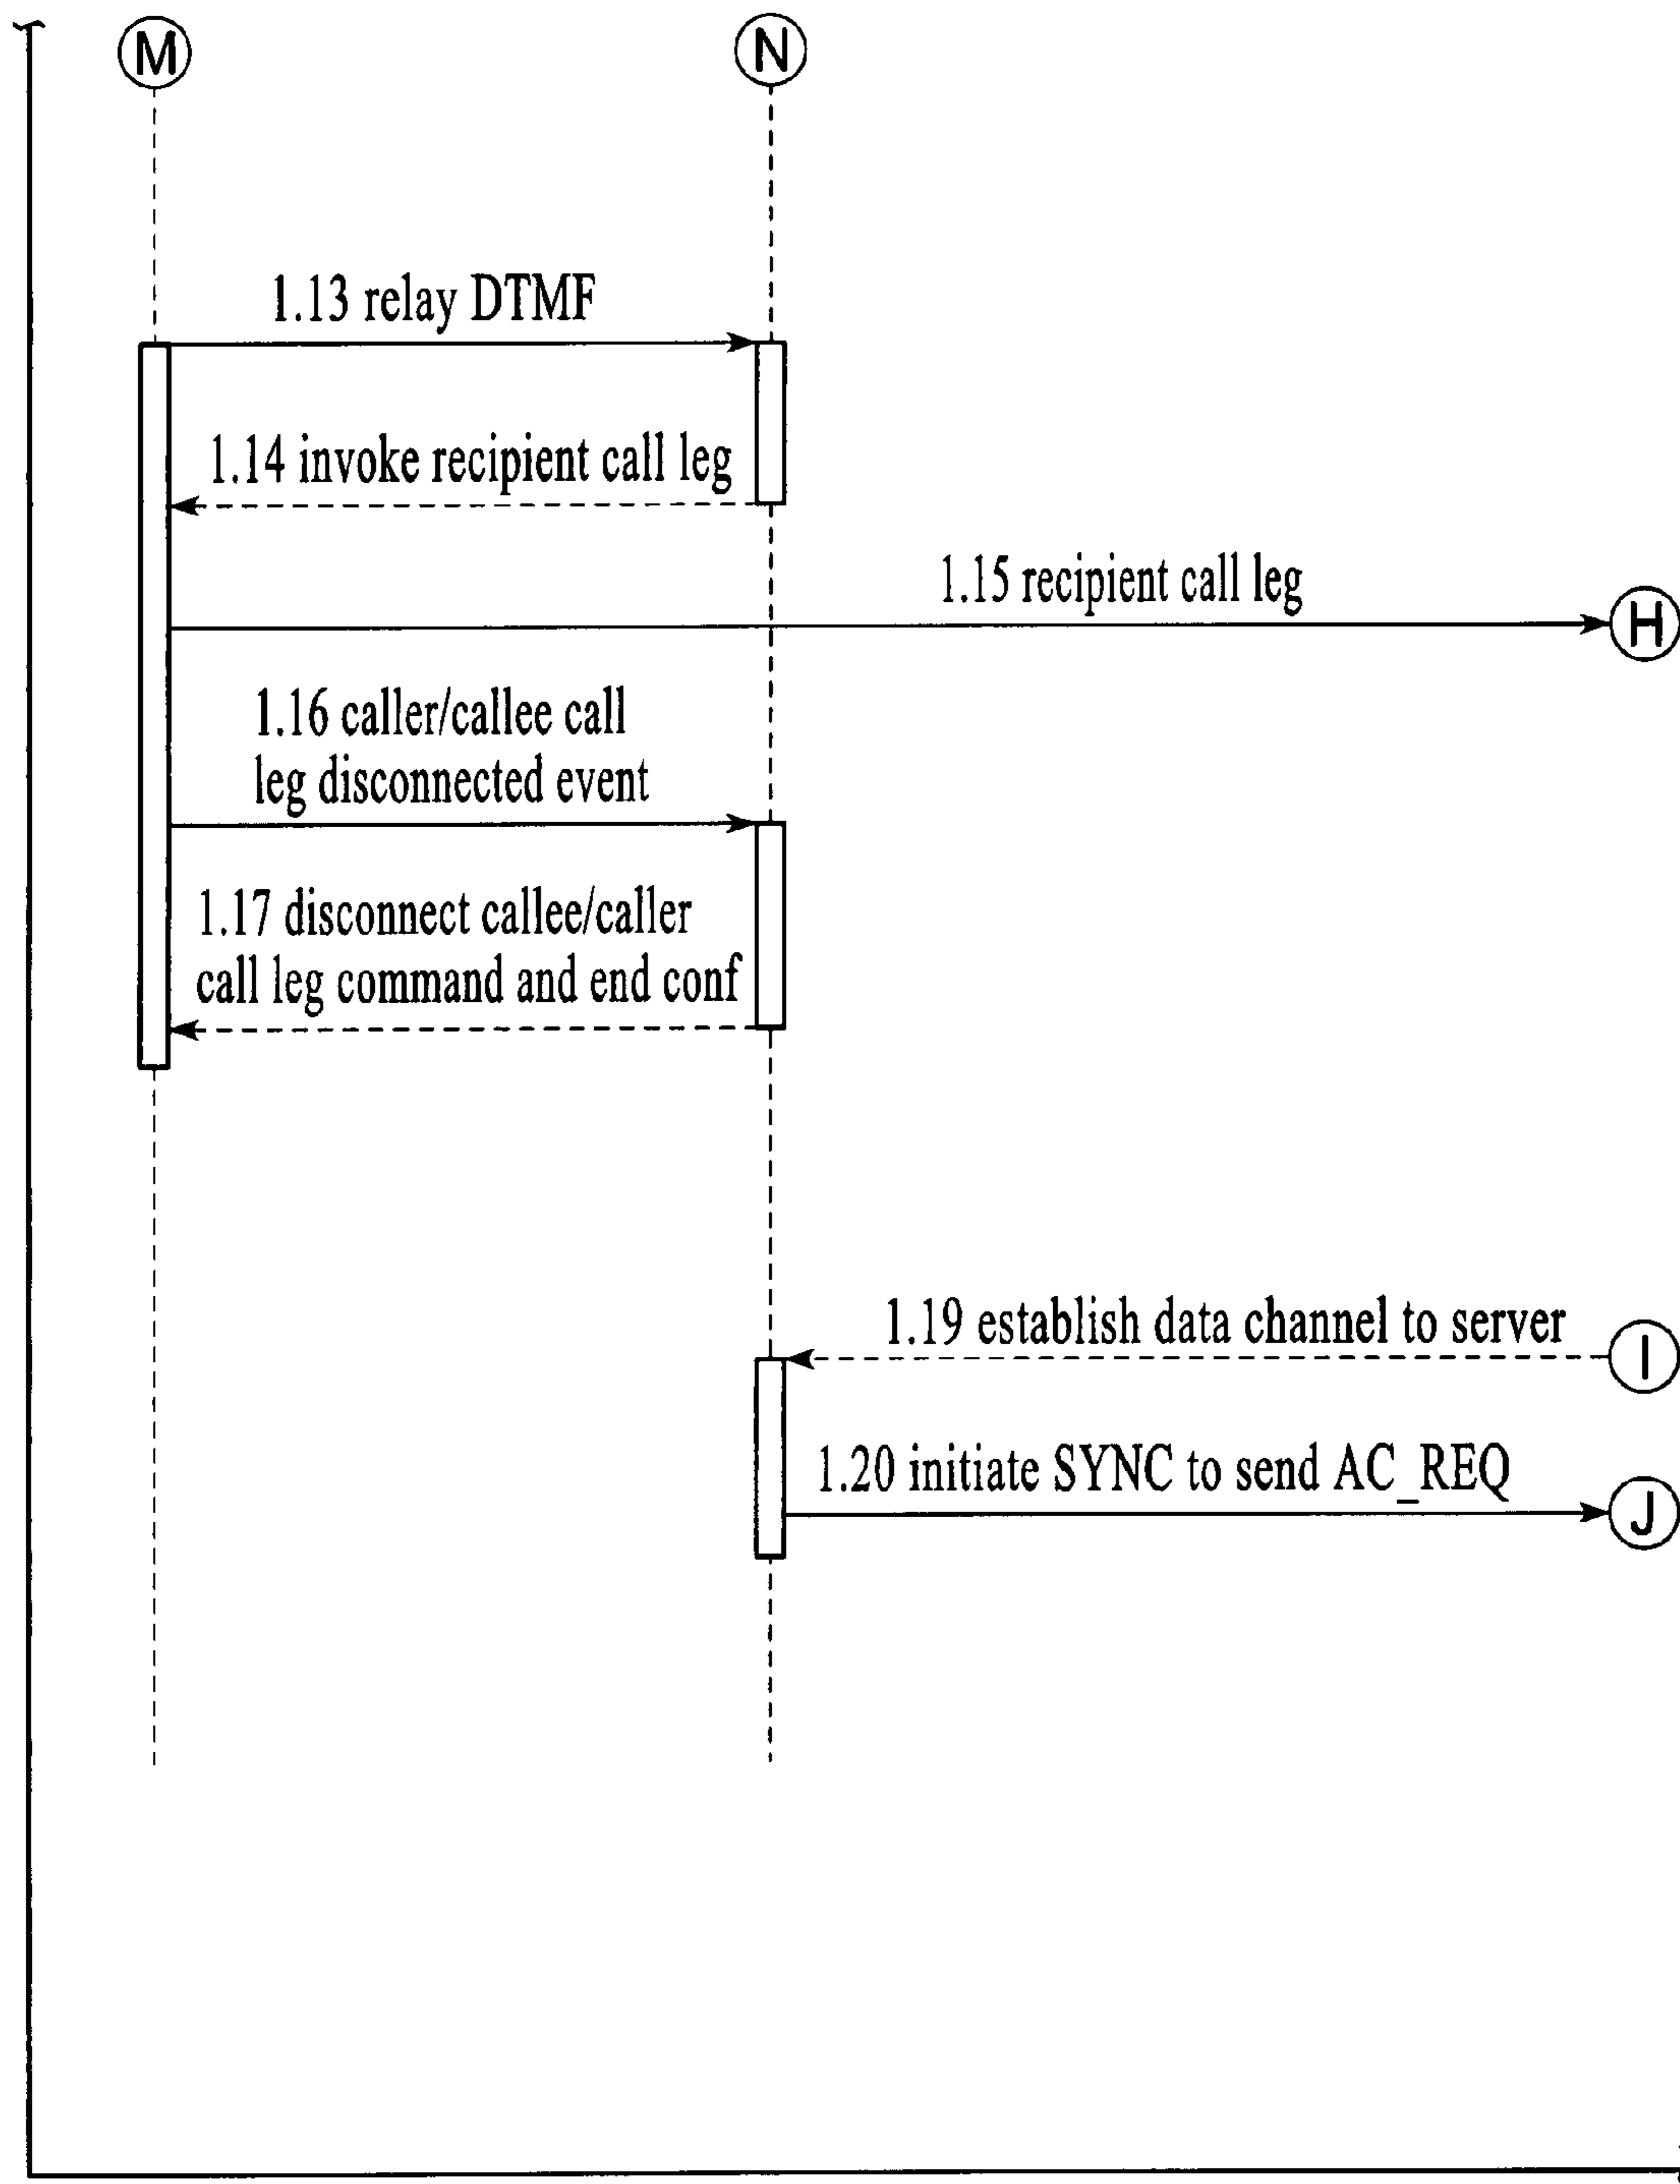 M
N
1.13 relay DTMF
1.14 invoke recipient call leg
1.15 recipient call leg
H
1.16 caller/callee call
leg disconnected event
1.17 disconnect callee/caller
call leg command and end conf
1.19 establish data channel to server
I
1.20 initiate SYNC to send AC_REQ
J